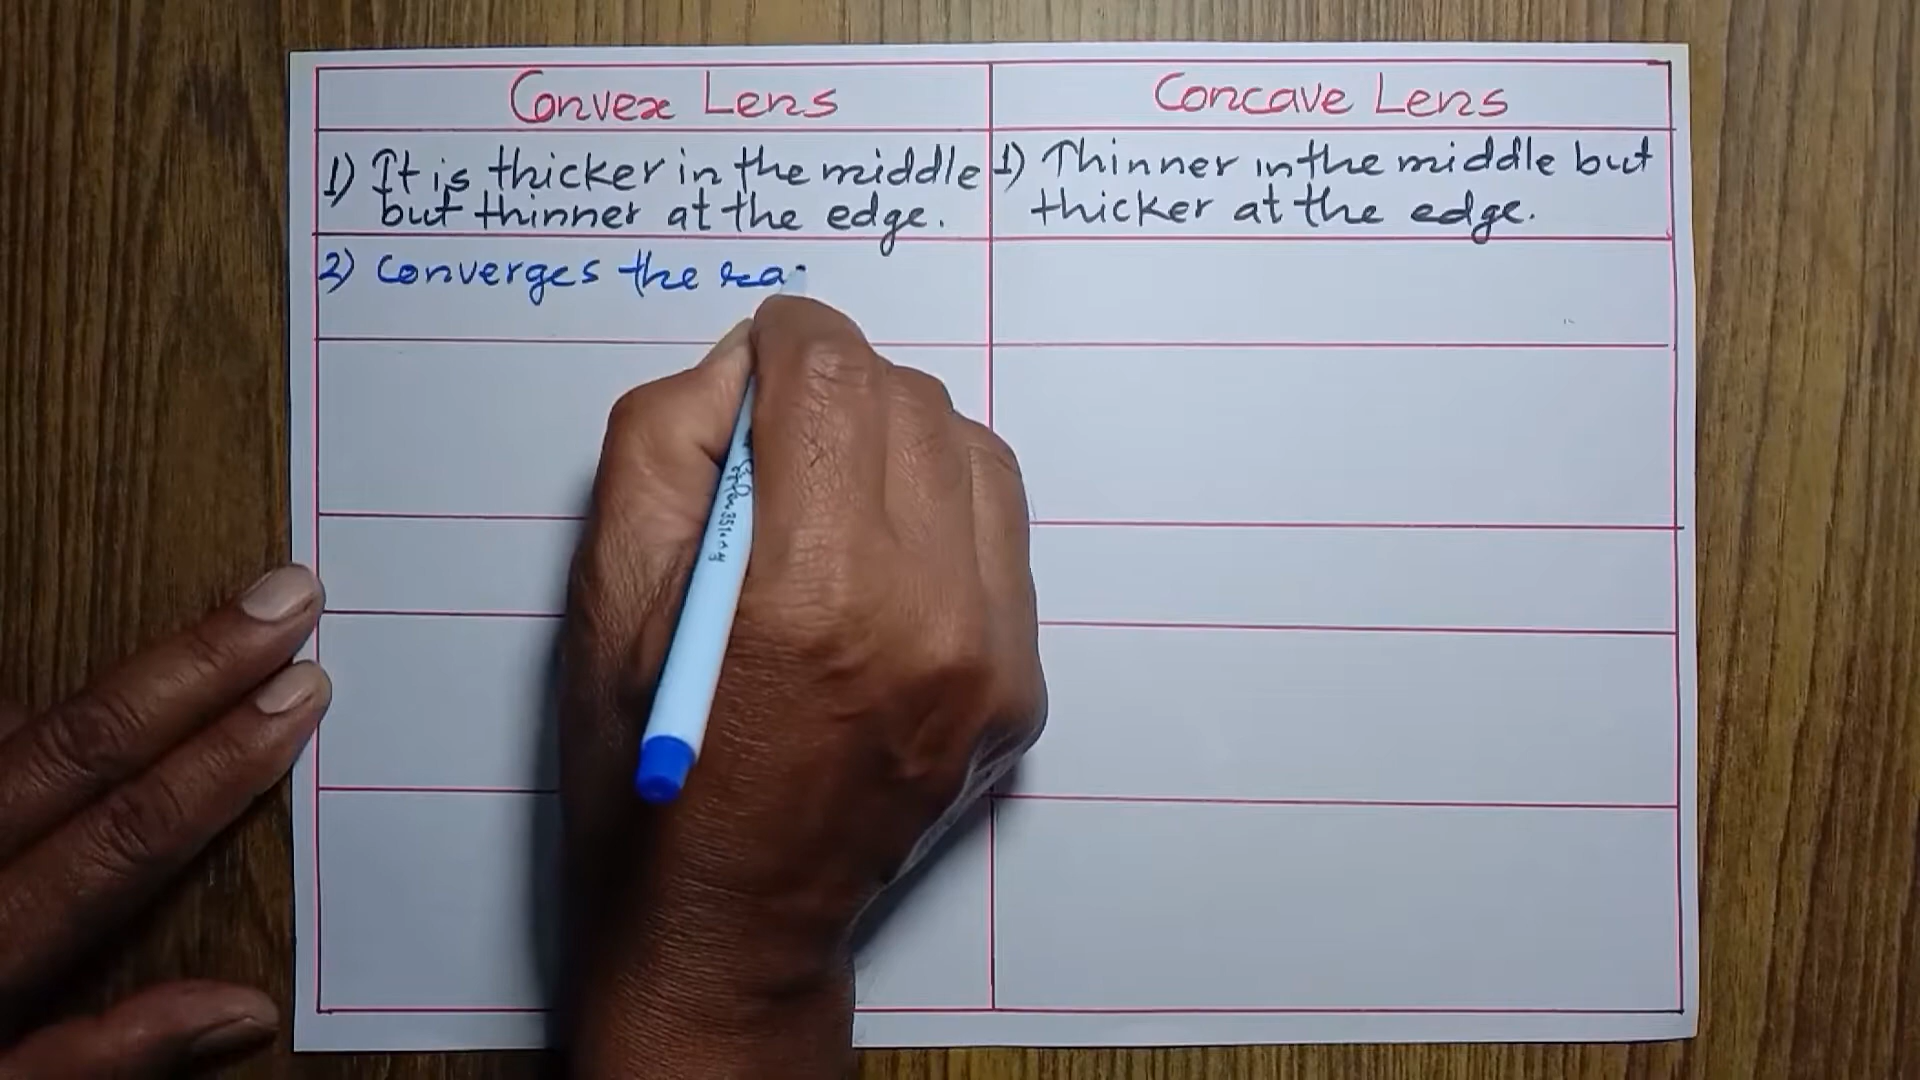 Convex Lens
Concave Lens
1) It is thicker in the middle
but thinner at the edge.
1) Thinner in the middle but
thicker at the edge.
2) Converges the ra